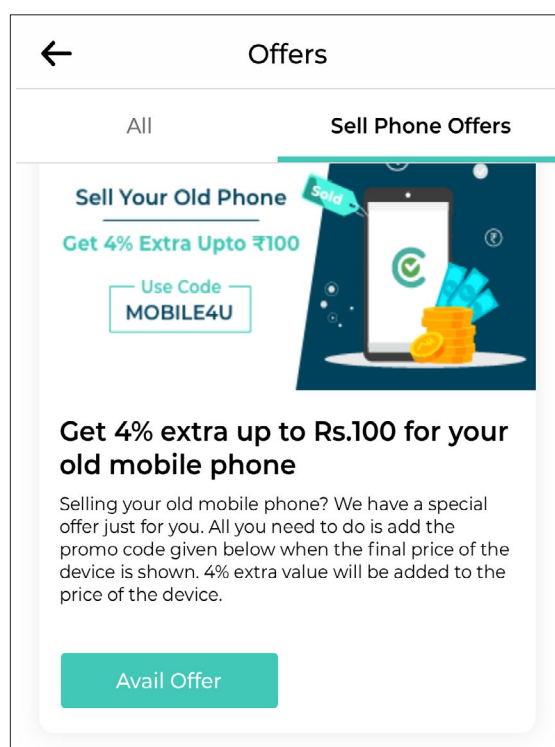 Offers
All
Sell Phone Offers
Sell Your Old Phone
Get 4% Extra Upto ₹100
Use Code
MOBILE4U
Sold
₹
Get 4% extra up to Rs.100 for your
old mobile phone
Selling your old mobile phone? We have a special
offer just for you. All you need to do is add the
promo code given below when the final price of the
device is shown. 4% extra value will be added to the
price of the device.
Avail Offer